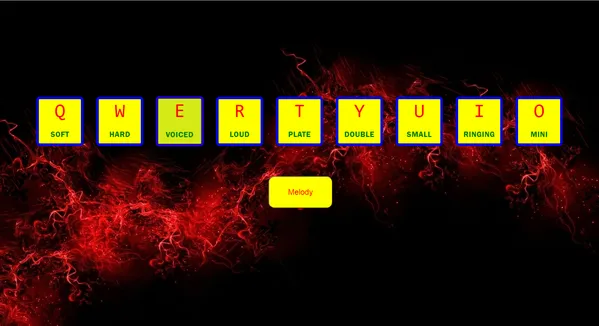 Q W E R T Y U I O
SOFT HARD VOICED LOUD PLATE DOUBLE SMALL RINGING MINI
Melody